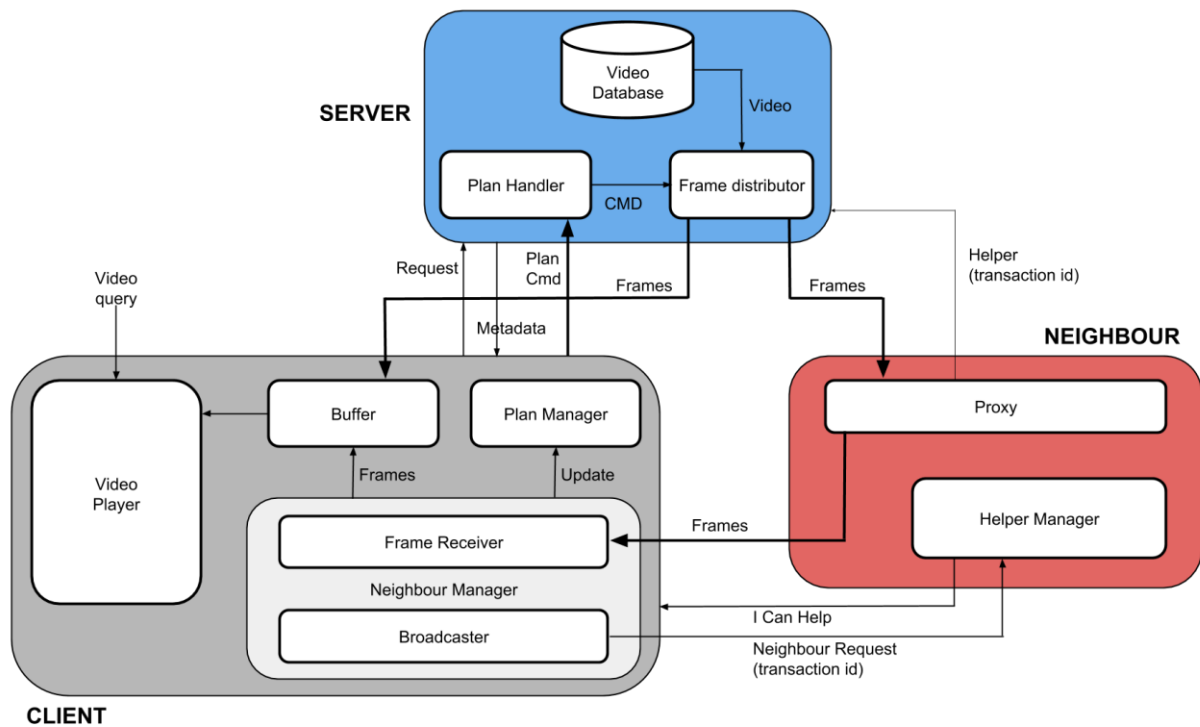 Video
Database
SERVER
Video
Plan Handler
Frame distributor
CMD
Video
query
Request
Plan
Cmd
Frames
Frames
Helper
(transaction id)
Metadata
NEIGHBOUR
Buffer
Plan Manager
Proxy
Video
Player
Frames
Update
Frame Receiver
Frames
Helper Manager
Neighbour Manager
I Can Help
Broadcaster
Neighbour Request
(transaction id)
CLIENT